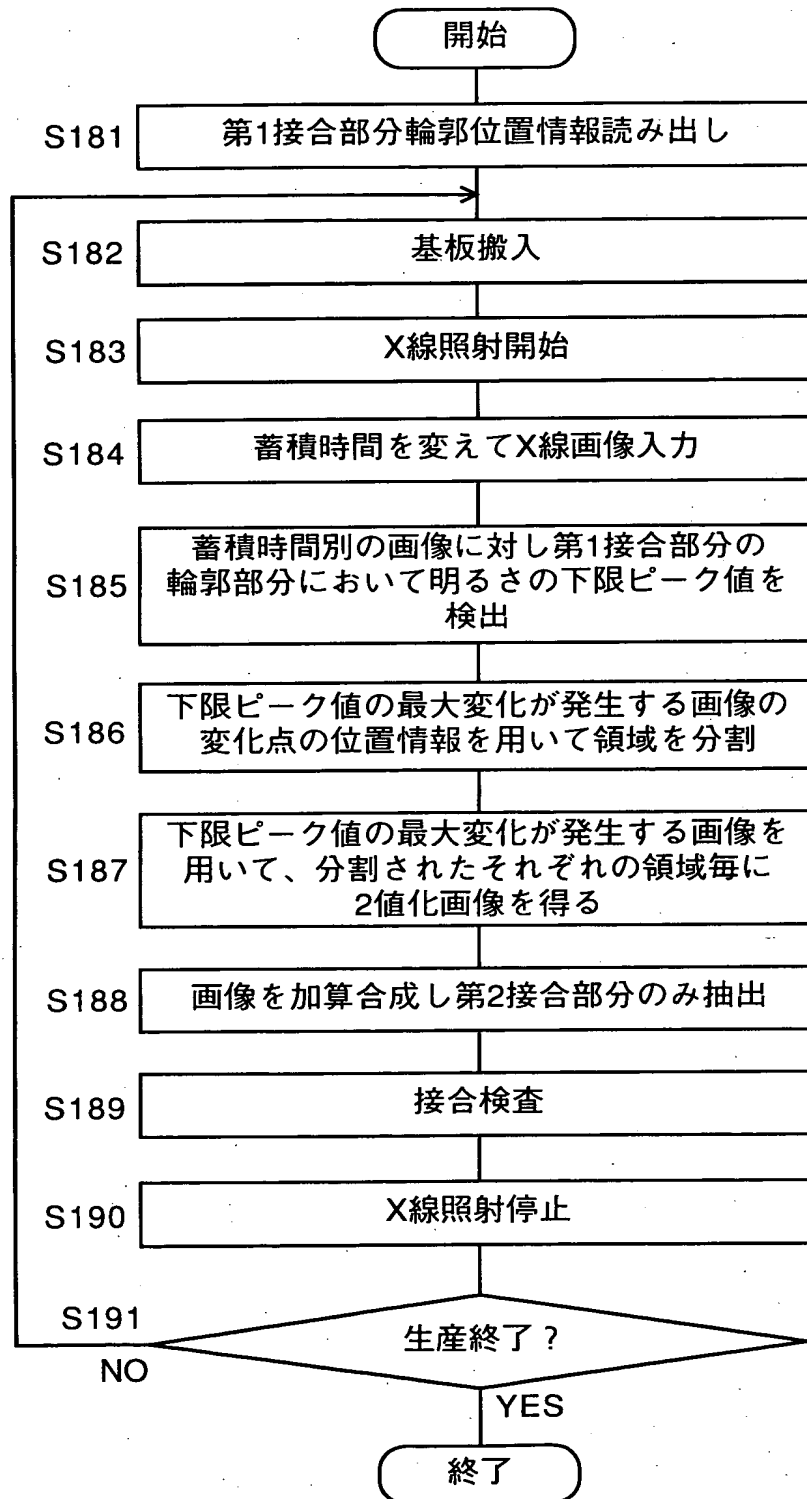 開始
S181
第1接合部分輪郭位置情報読み出し
S182
基板搬入
S183
X線照射開始
S184
蓄積時間を変えてX線画像入力
S185
蓄積時間別の画像に対し第1接合部分の
輪郭部分において明るさの下限ピーク値を
検出
S186
下限ピーク値の最大変化が発生する画像の
変化点の位置情報を用いて領域を分割
S187
下限ピーク値の最大変化が発生する画像を
用いて、分割されたそれぞれの領域毎に
2値化画像を得る
S188
画像を加算合成し第2接合部分のみ抽出
S189
接合検査
S190
X線照射停止
S191
生産終了?
NO
YES
終了